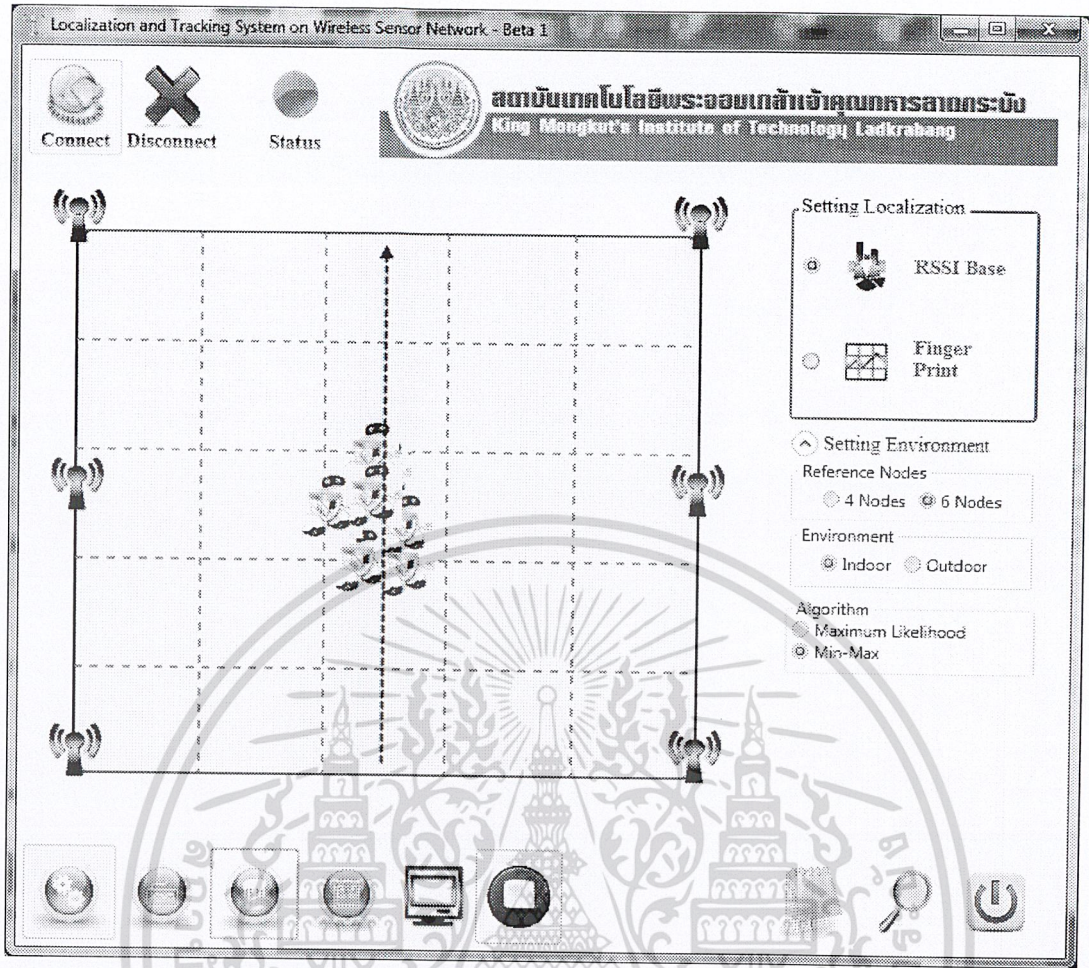 Localization and Tracking System on Wireless Sensor Network - Beta 1
Connect Disconnect Status
สถาบันเทคโนโลยีพระจอมเกล้าเจ้าคุณทหารลาดกระบัง
King Mongkut's Institute of Technology Ladkrabang
Setting Localization
RSSI Base
Finger
Print
Setting Environment
Reference Nodes
4 Nodes 6 Nodes
Environment
Indoor Outdoor
Algorithm
Maximum Likelihood
Min-Max